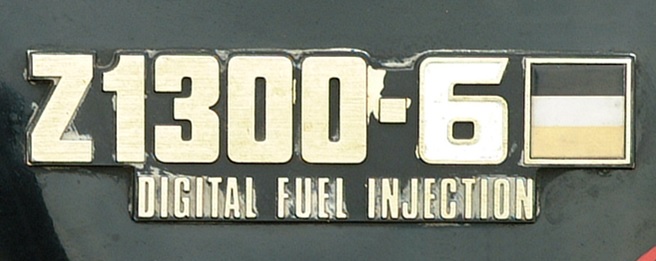 Z1300-6
DIGITAL FUEL INJECTION